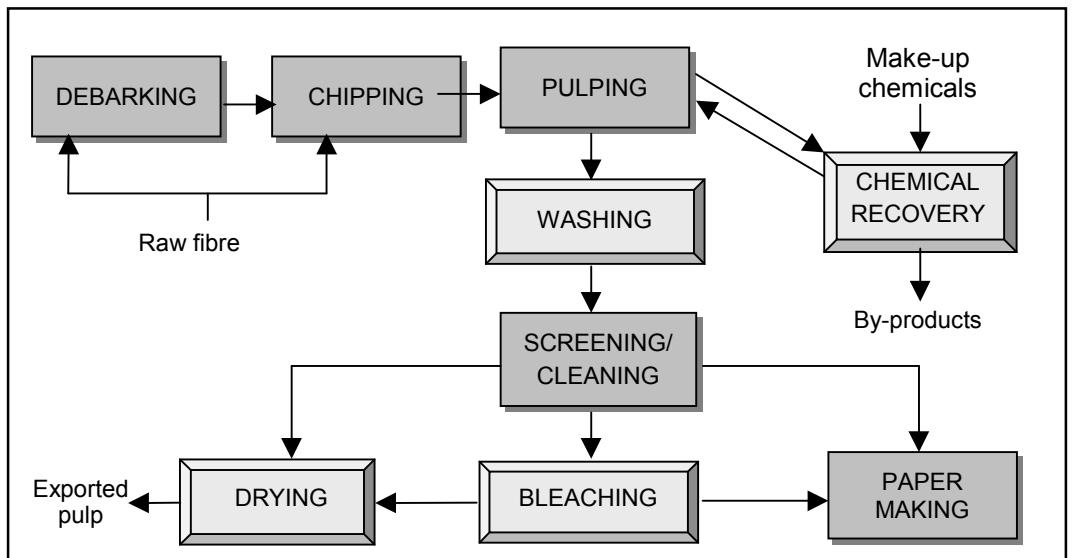 DEBARKING
CHIPPING
PULPING
Make-up
chemicals
CHEMICAL
RECOVERY
Raw fibre
WASHING
By-products
SCREENING/
CLEANING
Exported
pulp
DRYING
BLEACHING
PAPER
MAKING